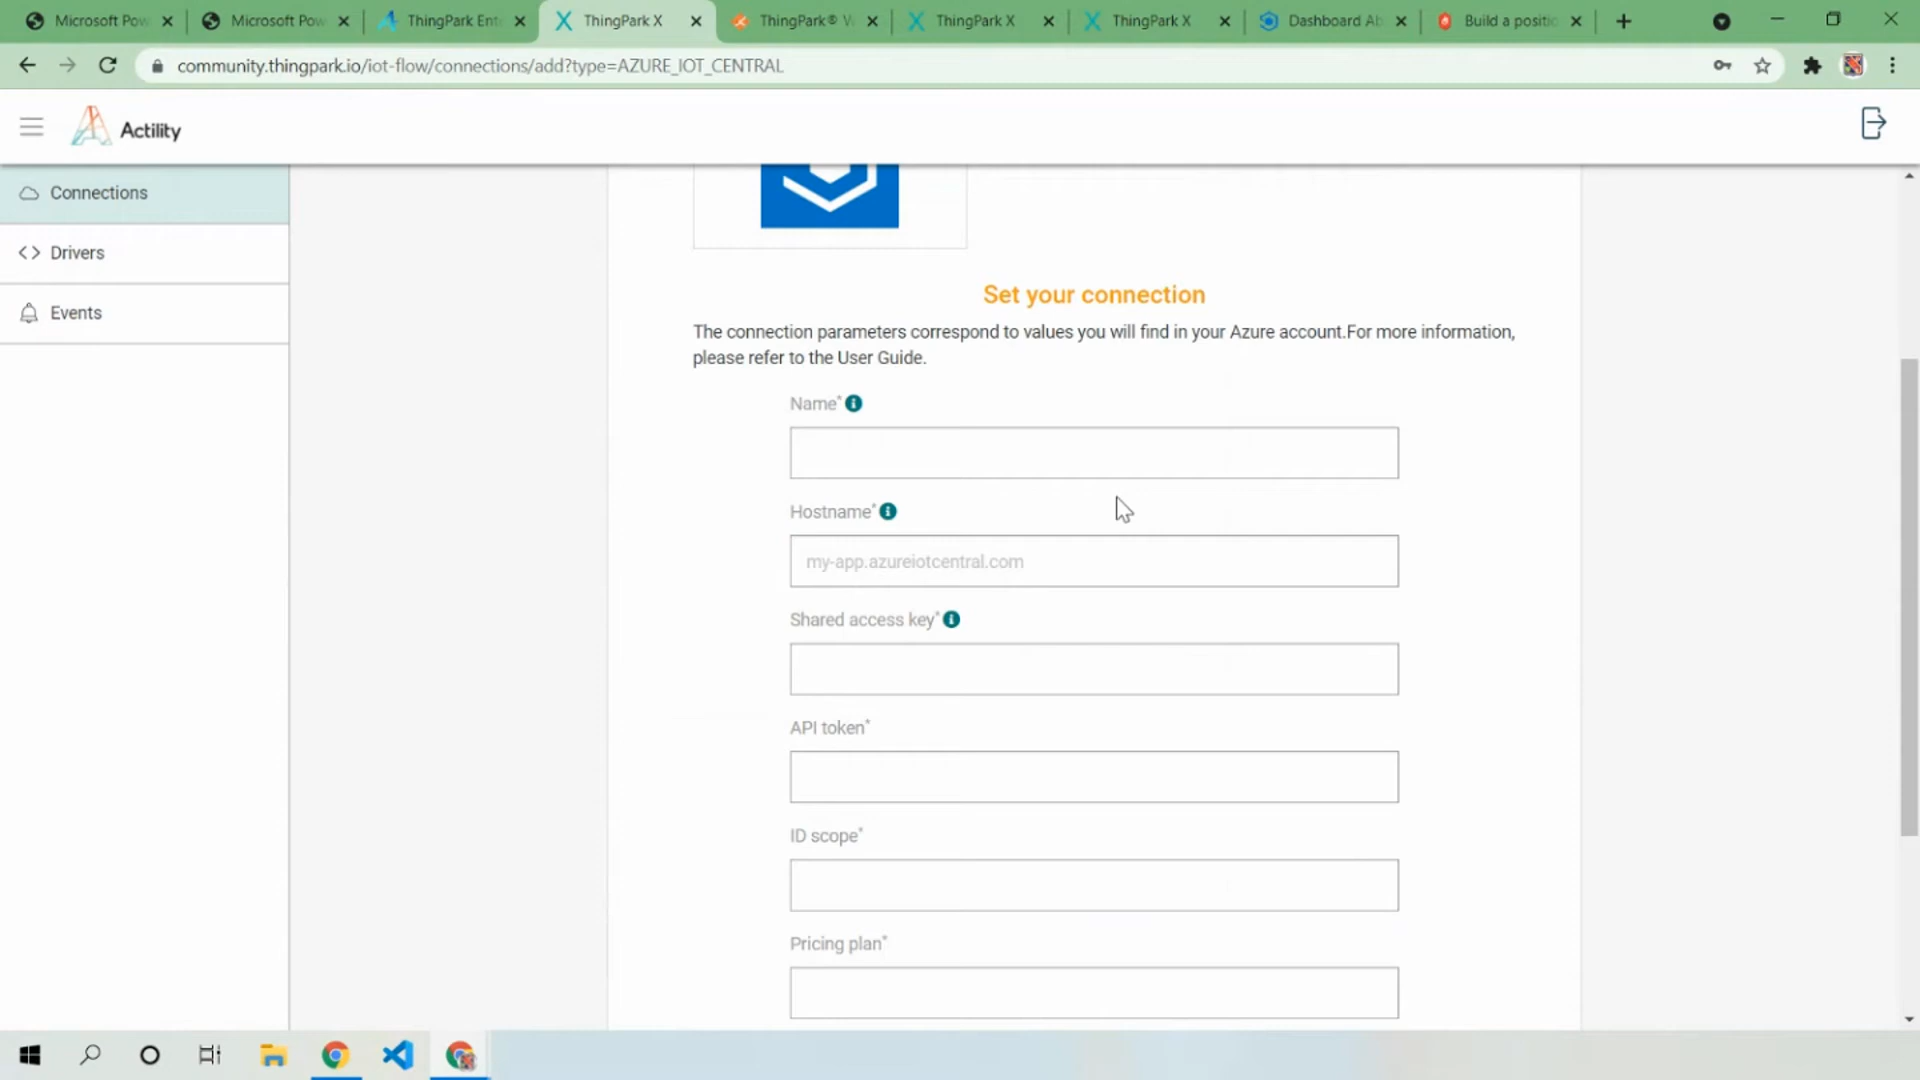 Microsoft Pow
Microsoft Pow
ThingPark Ent
ThingPark X
ThingPark® W
ThingPark X
ThingPark X
Dashboard Ab
Build a positio
community.thingpark.io/iot-flow/connections/add?type=AZURE_IOT_CENTRAL
Actility
Connections
Drivers
Events
Set your connection
The connection parameters correspond to values you will find in your Azure account.For more information,
please refer to the User Guide.
Name*
Hostname*
my-app.azureiotcentral.com
Shared access key*
API token*
ID scope*
Pricing plan*